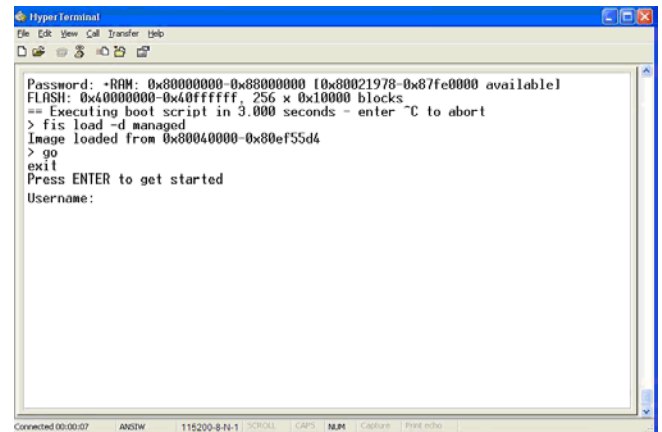 HyperTerminal
File Edit View Call Transfer Help
Password: +RAM: 0x80000000-0x88000000 [0x80021978-0x87fe0000 available]
FLASH: 0x40000000-0x40ffffff, 256 x 0x10000 blocks
== Executing boot script in 3.000 seconds - enter ^C to abort
> fis load -d managed
Image loaded from 0x80040000-0x80ef55d4
> go
exit
Press ENTER to get started
Username:
Connected 00:00:07 ANSIW 115200-8-N-1 SCROLL CAPS NUM Capture Print echo